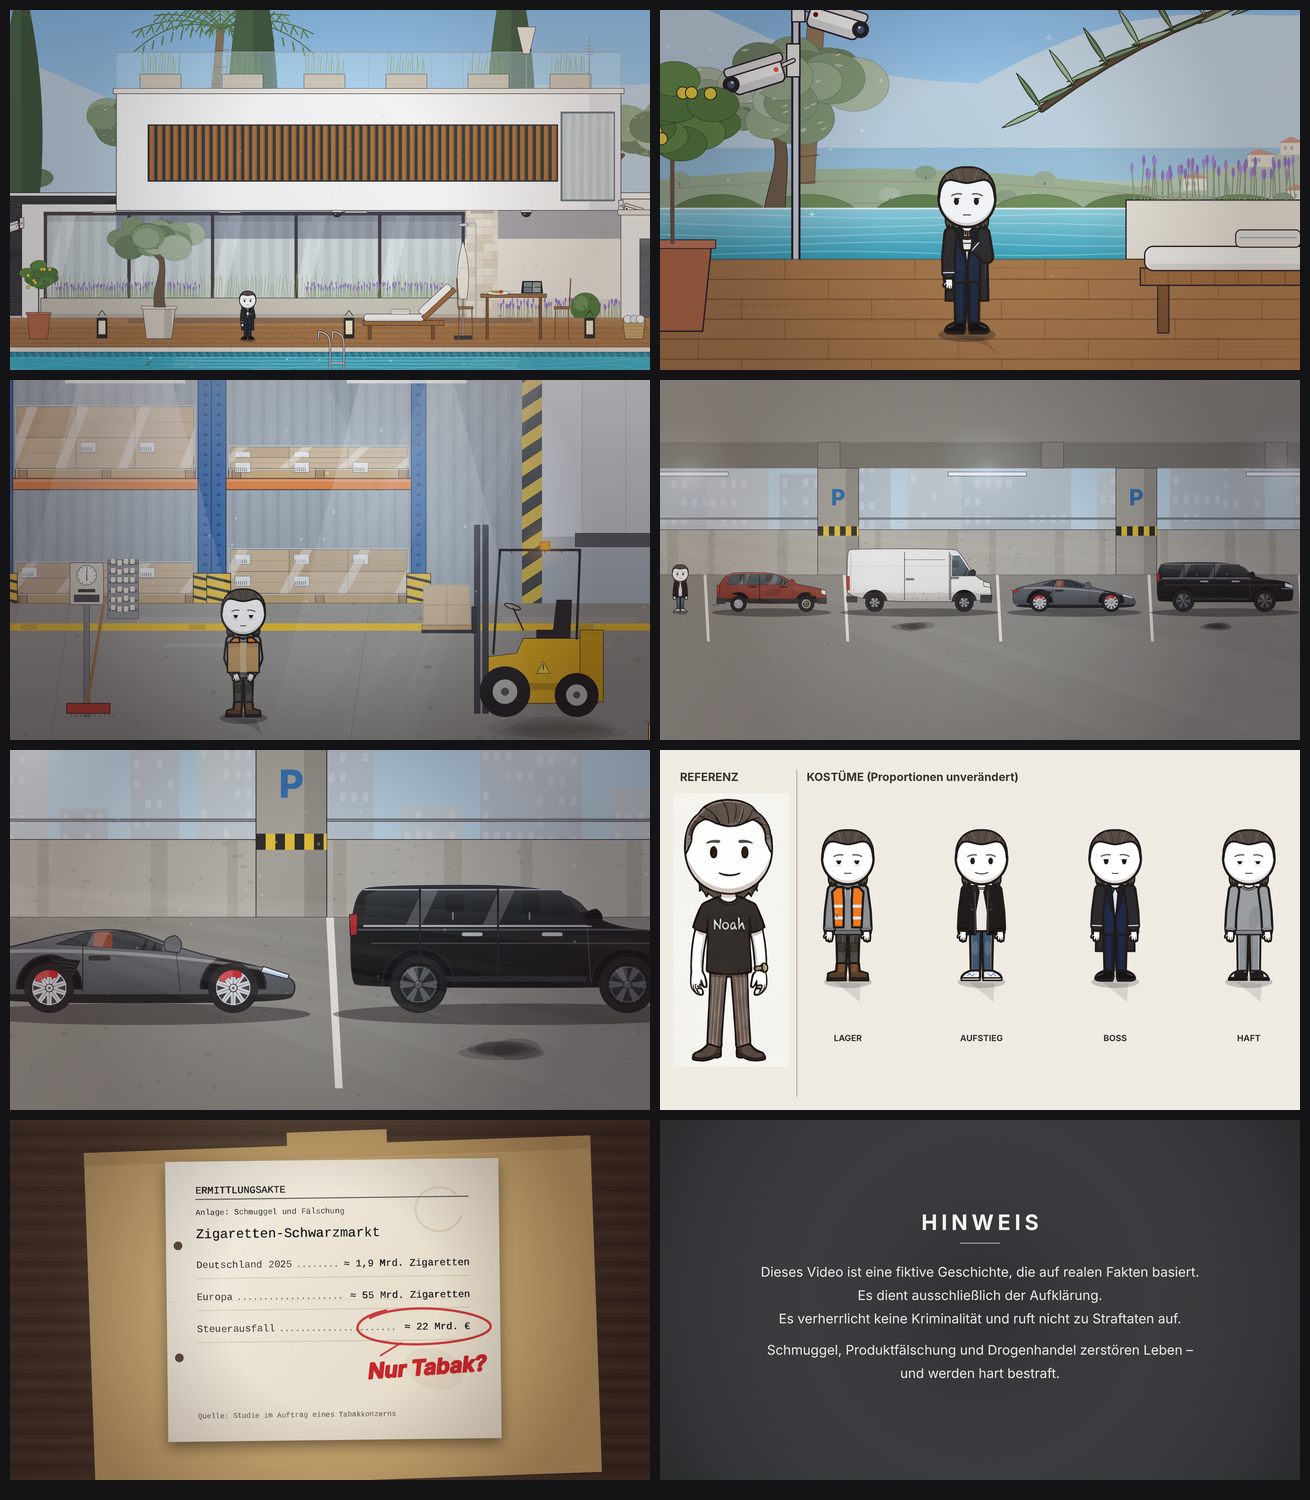 P
P
P
REFERENZ
KOSTÜME (Proportionen unverändert)
Noah
LAGER
AUFSTIEG
BOSS
HAFT
ERMITTLUNGSAKTE
Anlage: Schmuggel und Fälschung
Zigaretten-Schwarzmarkt
Deutschland 2025 ........ ≈ 1,9 Mrd. Zigaretten
Europa ................... ≈ 55 Mrd. Zigaretten
Steuerausfall ..................... ≈ 22 Mrd. €
Nur Tabak?
Quelle: Studie im Auftrag eines Tabakkonzerns
HINWEIS
Dieses Video ist eine fiktive Geschichte, die auf realen Fakten basiert.
Es dient ausschließlich der Aufklärung.
Es verherrlicht keine Kriminalität und ruft nicht zu Straftaten auf.
Schmuggel, Produktfälschung und Drogenhandel zerstören Leben –
und werden hart bestraft.